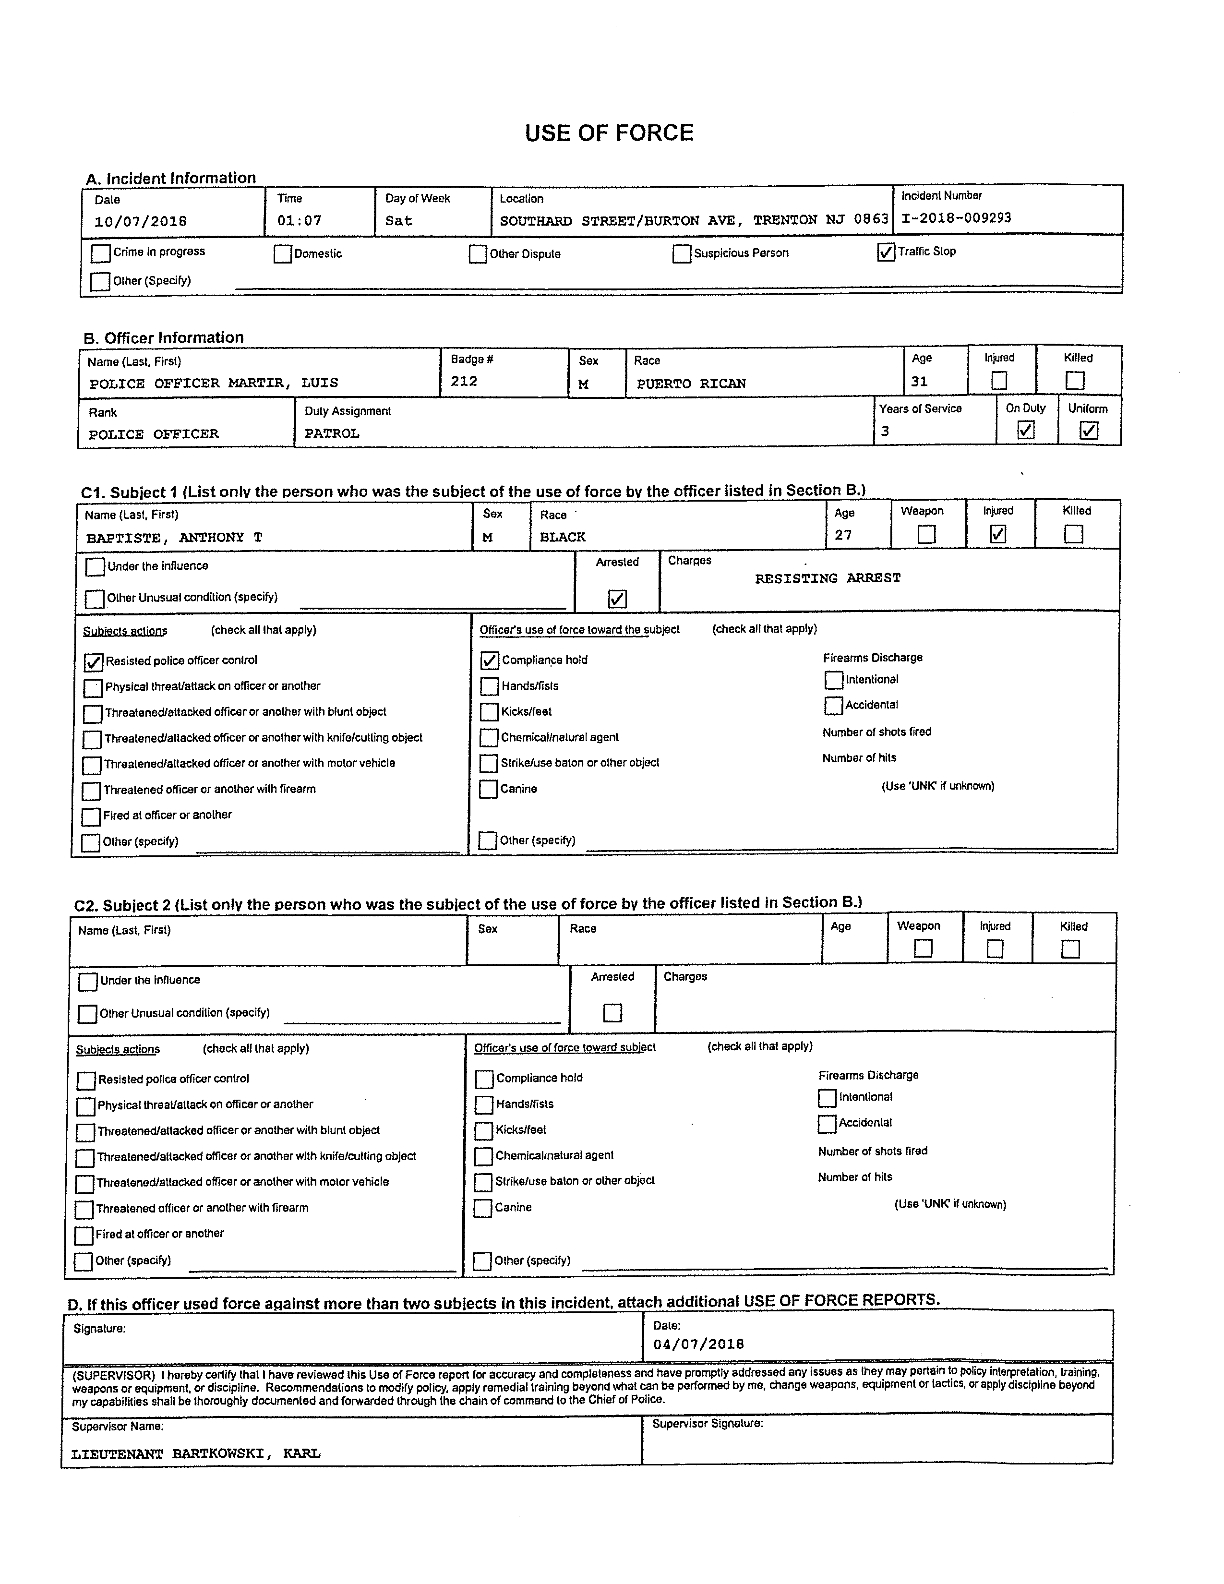 USE OF FORCE
A. Incident Information
Date Time Day of Week Location Incident Number
10/07/2018 01:07 Sat SOUTHARD STREET/BURTON AVE, TRENTON NJ 0863 I-2018-009293
Crime in progress Domestic Other Dispute Suspicious Person Traffic Stop
Other (Specify)
B. Officer Information
Name (Last, First) Badge # Sex Race Age Injured Killed
POLICE OFFICER MARTIR, LUIS 212 M PUERTO RICAN 31
Rank Duty Assignment Years of Service On Duty Uniform
POLICE OFFICER PATROL 3
C1. Subject 1 (List only the person who was the subject of the use of force by the officer listed in Section B.)
Name (Last, First) Sex Race Age Weapon Injured Killed
BAPTISTE, ANTHONY T M BLACK 27
Under the influence Arrested Charges
RESISTING ARREST
Other Unusual condition (specify)
Subjects actions (check all that apply) Officer's use of force toward the subject (check all that apply)
Resisted police officer control Compliance hold Firearms Discharge
Physical threat/attack on officer or another Hands/fists Intentional
Threatened/attacked officer or another with blunt object Kicks/feet Accidental
Threatened/attacked officer or another with knife/cutting object Chemical/natural agent Number of shots fired
Threatened/attacked officer or another with motor vehicle Strike/use baton or other object Number of hits
Threatened officer or another with firearm Canine (Use 'UNK' if unknown)
Fired at officer or another
Other (specify) Other (specify)
C2. Subject 2 (List only the person who was the subject of the use of force by the officer listed in Section B.)
Name (Last, First) Sex Race Age Weapon Injured Killed
Under the influence Arrested Charges
Other Unusual condition (specify)
Subjects actions (check all that apply) Officer's use of force toward subject (check all that apply)
Resisted police officer control Compliance hold Firearms Discharge
Physical threat/attack on officer or another Hands/fists Intentional
Threatened/attacked officer or another with blunt object Kicks/feet Accidental
Threatened/attacked officer or another with knife/cutting object Chemical/natural agent Number of shots fired
Threatened/attacked officer or another with motor vehicle Strike/use baton or other object Number of hits
Threatened officer or another with firearm Canine (Use 'UNK' if unknown)
Fired at officer or another
Other (specify) Other (specify)
D. If this officer used force against more than two subjects in this incident, attach additional USE OF FORCE REPORTS.
Signature: Date:
04/07/2018
(SUPERVISOR) I hereby certify that I have reviewed this Use of Force report for accuracy and completeness and have promptly addressed any issues as they may pertain to policy interpretation, training,
weapons or equipment, or discipline. Recommendations to modify policy, apply remedial training beyond what can be performed by me, change weapons, equipment or tactics, or apply discipline beyond
my capabilities shall be thoroughly documented and forwarded through the chain of command to the Chief of Police.
Supervisor Name: Supervisor Signature:
LIEUTENANT BARTKOWSKI, KARL